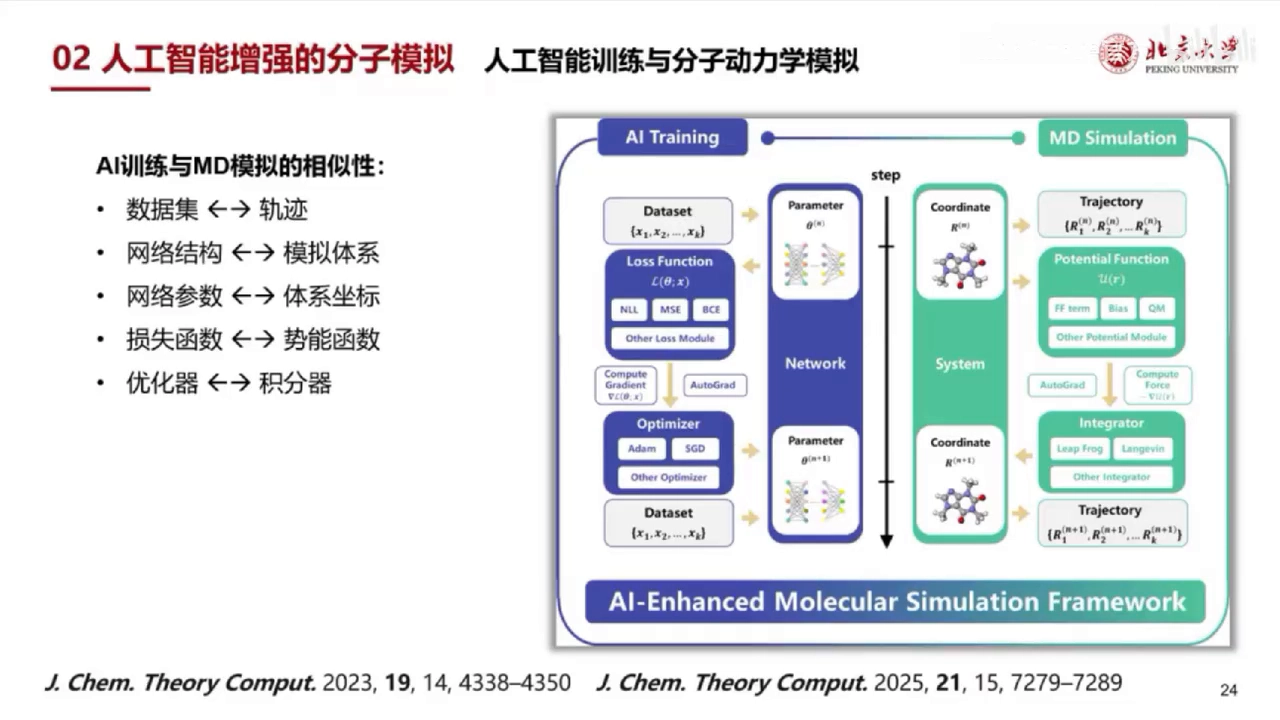 02 人工智能增强的分子模拟 人工智能训练与分子动力学模拟
北京大学
PEKING UNIVERSITY
AI训练与MD模拟的相似性：
• 数据集 ←→ 轨迹
• 网络结构 ←→ 模拟体系
• 网络参数 ←→ 体系坐标
• 损失函数 ←→ 势能函数
• 优化器 ←→ 积分器
AI Training
MD Simulation
step
Dataset
{x₁,x₂,…,xₖ}
Loss Function
ℒ(θ;x)
NLL MSE BCE
Other Loss Module
Compute
Gradient
∇ℒ(θ;x)
AutoGrad
Optimizer
Adam SGD
Other Optimizer
Dataset
{x₁,x₂,…,xₖ}
Parameter
θ⁽ⁿ⁾
Network
Parameter
θ⁽ⁿ⁺¹⁾
Coordinate
R⁽ⁿ⁾
System
Coordinate
R⁽ⁿ⁺¹⁾
Trajectory
{R₁⁽ⁿ⁾,R₂⁽ⁿ⁾,…Rₖ⁽ⁿ⁾}
Potential Function
𝒰(r)
FF term Bias QM
Other Potential Module
AutoGrad
Compute
Force
−∇𝒰(r)
Integrator
Leap Frog Langevin
Other Integrator
Trajectory
{R₁⁽ⁿ⁺¹⁾,R₂⁽ⁿ⁺¹⁾,…Rₖ⁽ⁿ⁺¹⁾}
AI-Enhanced Molecular Simulation Framework
J. Chem. Theory Comput. 2023, 19, 14, 4338–4350 J. Chem. Theory Comput. 2025, 21, 15, 7279–7289
24